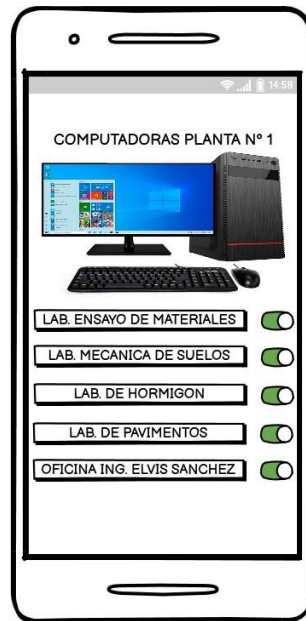 14:58
COMPUTADORAS PLANTA Nº 1
LAB. ENSAYO DE MATERIALES
LAB. MECANICA DE SUELOS
LAB. DE HORMIGON
LAB. DE PAVIMENTOS
OFICINA ING. ELVIS SANCHEZ